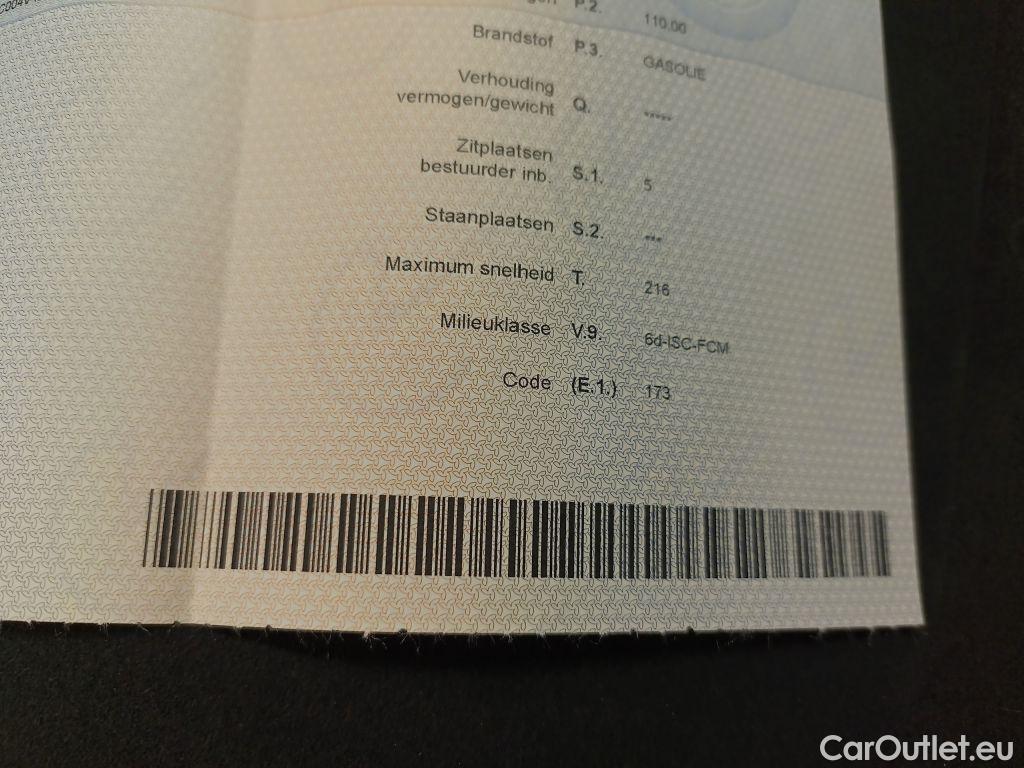 P.2. 110.00
Brandstof P.3. GASOLIE
Verhouding
vermogen/gewicht Q. -----
Zitplaatsen
bestuurder inb. S.1. 5
Staanplaatsen S.2. ---
Maximum snelheid T. 216
Milieuklasse V.9. 6d-ISC-FCM
Code (E.1.) 173
CarOutlet.eu